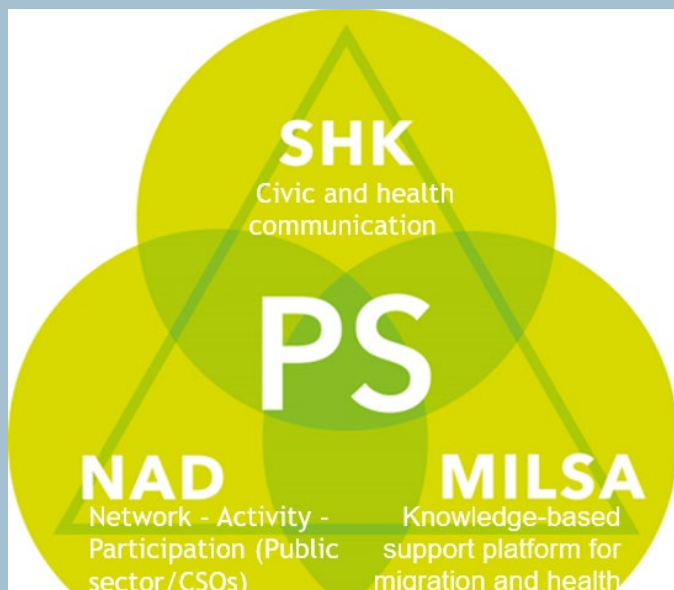 SHK
Civic and health
communication
PS
NAD
Network - Activity -
Participation (Public
sector/CSOs)
MILSA
Knowledge-based
support platform for
migration and health